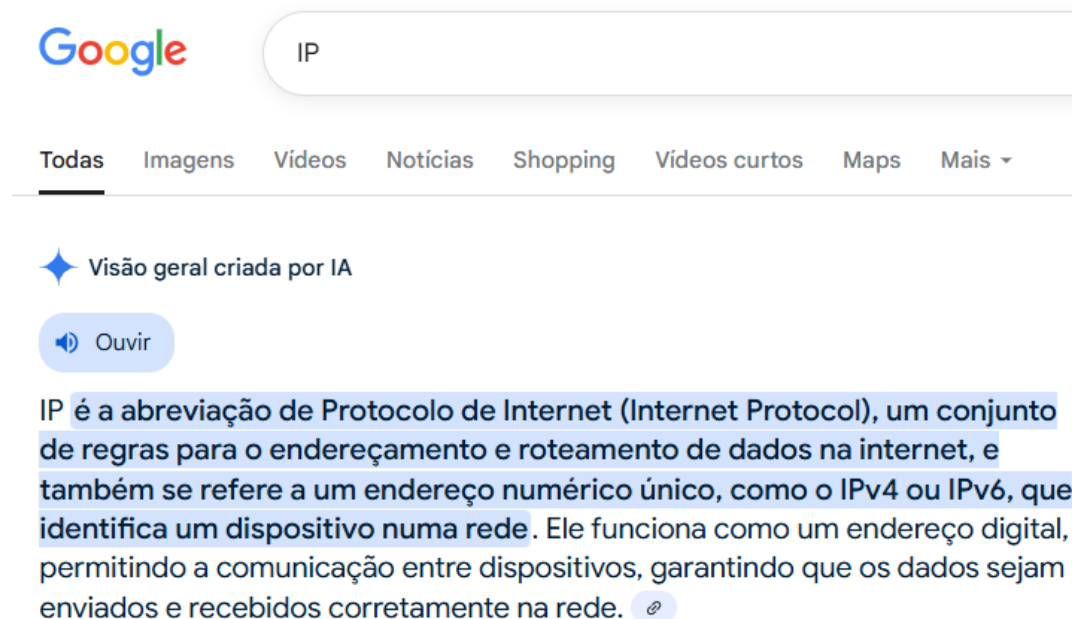 Google
IP
Todas Imagens Vídeos Notícias Shopping Vídeos curtos Maps Mais
Visão geral criada por IA
Ouvir
IP é a abreviação de Protocolo de Internet (Internet Protocol), um conjunto
de regras para o endereçamento e roteamento de dados na internet, e
também se refere a um endereço numérico único, como o IPv4 ou IPv6, que
identifica um dispositivo numa rede. Ele funciona como um endereço digital,
permitindo a comunicação entre dispositivos, garantindo que os dados sejam
enviados e recebidos corretamente na rede.